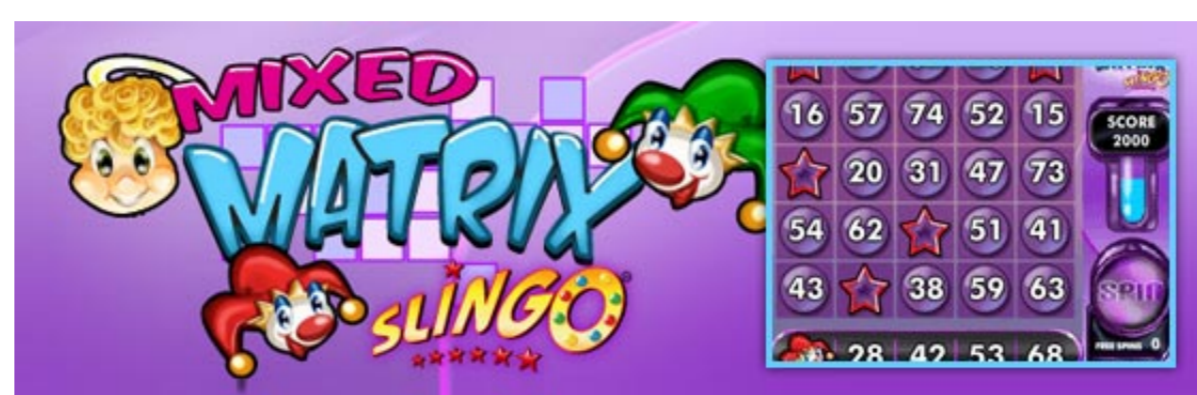 MIXED
MATRIX
SLINGO®
SLINGO
16 57 74 52 15
SCORE
2000
20 31 47 73
54 62 51 41
43 38 59 63
SPIN
28 42 53 68
FREE SPINS 0